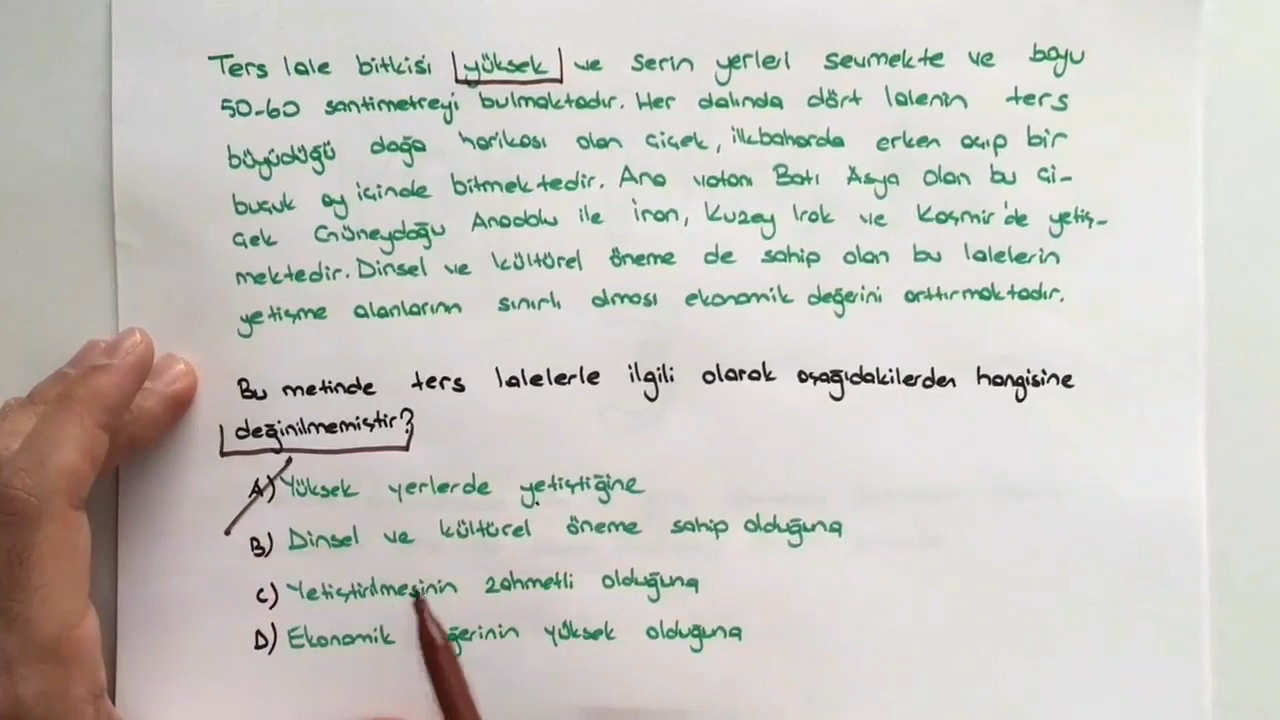 Ters lale bitkisi yüksek ve serin yerleri sevmekte ve boyu
50-60 santimetreyi bulmaktadır. Her dalında dört lalenin ters
büyüdüğü doğa harikası olan çiçek, ilkbaharda erken açıp bir
buçuk ay içinde bitmektedir. Ana vatanı Batı Asya olan bu çi-
çek Güneydoğu Anadolu ile İran, Kuzey Irak ve Keşmir'de yetiş-
mektedir. Dinsel ve kültürel öneme de sahip olan bu lalelerin
yetişme alanlarının sınırlı olması ekonomik değerini arttırmaktadır.
Bu metinde ters lalelerle ilgili olarak aşağıdakilerden hangisine
değinilmemiştir?
A) Yüksek yerlerde yetiştiğine
B) Dinsel ve kültürel öneme sahip olduğuna
C) Yetiştirilmesinin zahmetli olduğuna
D) Ekonomik yüksek olduğuna